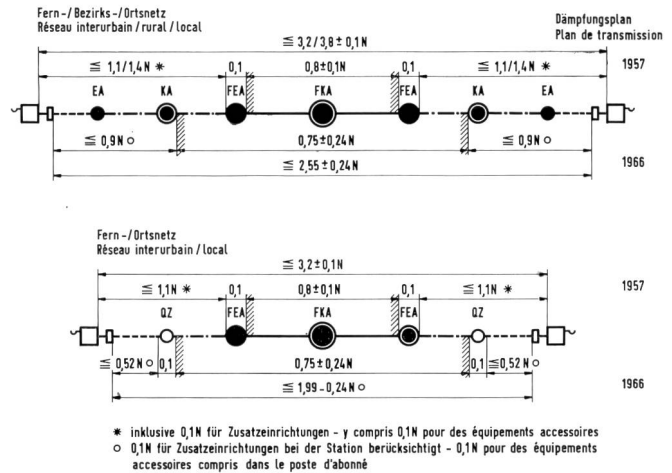 Fern-/Bezirks-/Ortsnetz
Réseau interurbain/rural/local
Dämpfungsplan
Plan de transmission
≦ 3,2/3,8 ± 0,1N
1957
≦ 1,1/1,4N * 0,1 0,8±0,1N 0,1 ≦ 1,1/1,4N *
EA KA FEA FKA FEA KA EA
≦ 0,9N ○ 0,75±0,24N ≦ 0,9N ○
≦ 2,55 ± 0,24N
1966
Fern-/Ortsnetz
Réseau interurbain / local
≦ 3,2 ± 0,1N
1957
≦ 1,1N * 0,1 0,8±0,1N 0,1 ≦ 1,1N *
QZ FEA FKA FEA QZ
≦ 0,52N ○ 0,1 0,75±0,24N 0,1 ≦ 0,52N ○
≦ 1,99 - 0,24N ○
1966
* inklusive 0,1N für Zusatzeinrichtungen - y compris 0,1N pour des équipements accessoires
○ 0,1N für Zusatzeinrichtungen bei der Station berücksichtigt - 0,1N pour des équipements
accessoires compris dans le poste d'abonné